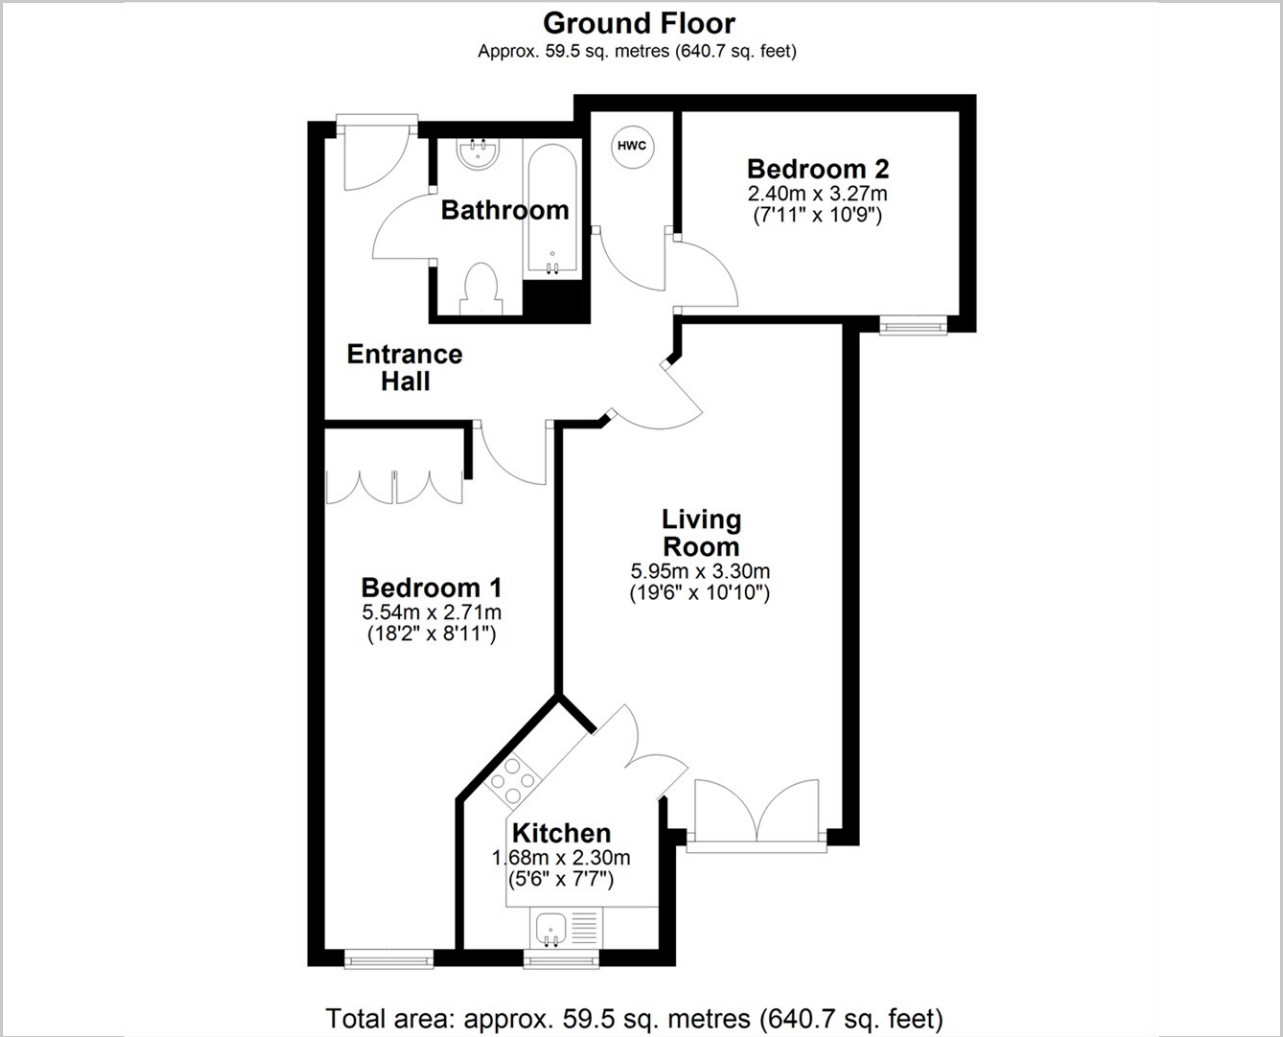 Ground Floor
Approx. 59.5 sq. metres (640.7 sq. feet)
HWC
Bedroom 2
2.40m x 3.27m
(7'11" x 10'9")
Bathroom
Entrance
Hall
Living
Room
5.95m x 3.30m
(19'6" x 10'10")
Bedroom 1
5.54m x 2.71m
(18'2" x 8'11")
Kitchen
1.68m x 2.30m
(5'6" x 7'7")
Total area: approx. 59.5 sq. metres (640.7 sq. feet)